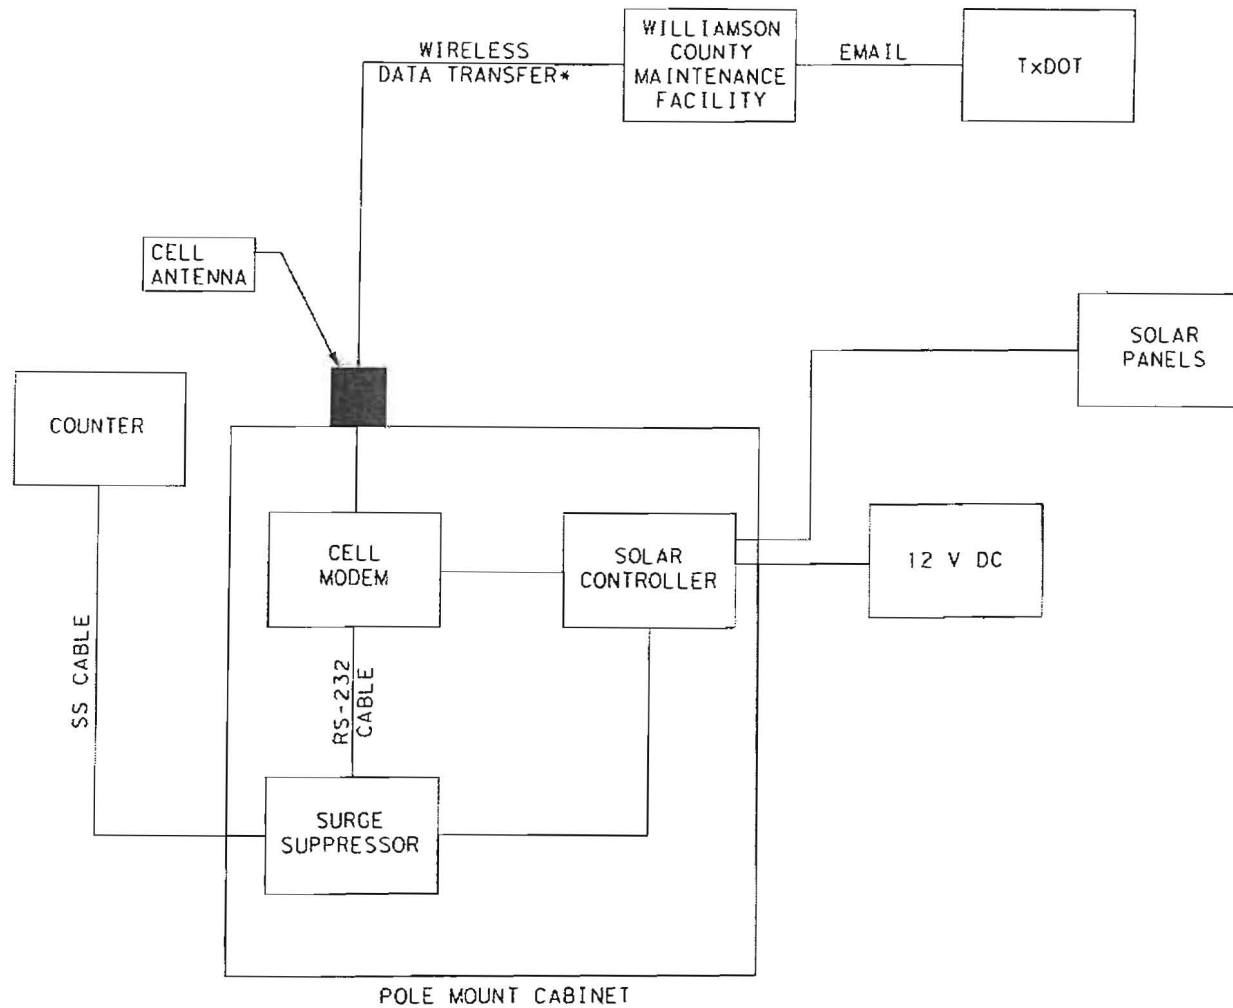 WILLIAMSON
COUNTY
MAINTENANCE
FACILITY
WIRELESS
DATA TRANSFER*
EMAIL
TxDOT
CELL
ANTENNA
SOLAR
PANELS
COUNTER
CELL
MODEM
SOLAR
CONTROLLER
12 V DC
SS CABLE
RS-232
CABLE
SURGE
SUPPRESSOR
POLE MOUNT CABINET